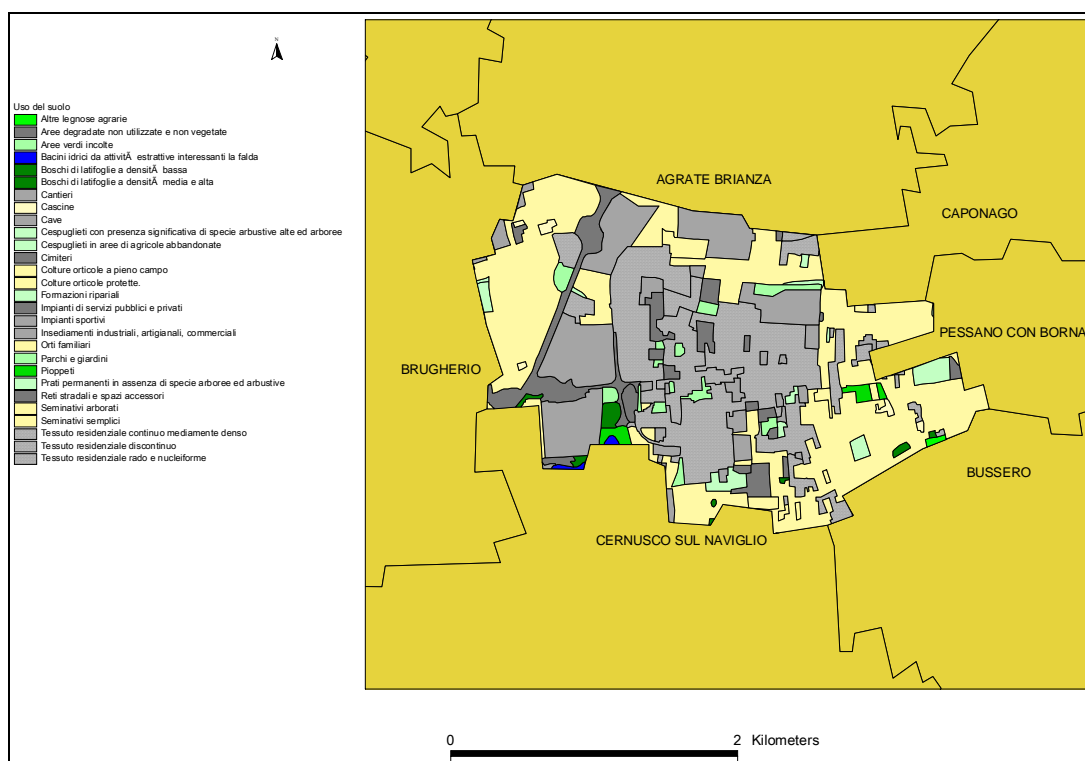 N
Uso del suolo
Altre legnose agrarie
Aree degradate non utilizzate e non vegetate
Aree verdi incolte
Bacini idrici da attivitÃ estrattive interessanti la falda
Boschi di latifoglie a densitÃ bassa
Boschi di latifoglie a densitÃ media e alta
Cantieri
Cascine
Cave
Cespuglieti con presenza significativa di specie arbustive alte ed arboree
Cespuglieti in aree di agricole abbandonate
Cimiteri
Colture orticole a pieno campo
Colture orticole protette.
Formazioni ripariali
Impianti di servizi pubblici e privati
Impianti sportivi
Insediamenti industriali, artigianali, commerciali
Orti familiari
Parchi e giardini
Pioppeti
Prati permanenti in assenza di specie arboree ed arbustive
Reti stradali e spazi accessori
Seminativi arborati
Seminativi semplici
Tessuto residenziale continuo mediamente denso
Tessuto residenziale discontinuo
Tessuto residenziale rado e nucleiforme
AGRATE BRIANZA
CAPONAGO
PESSANO CON BORNA
BRUGHERIO
BUSSERO
CERNUSCO SUL NAVIGLIO
0 2 Kilometers